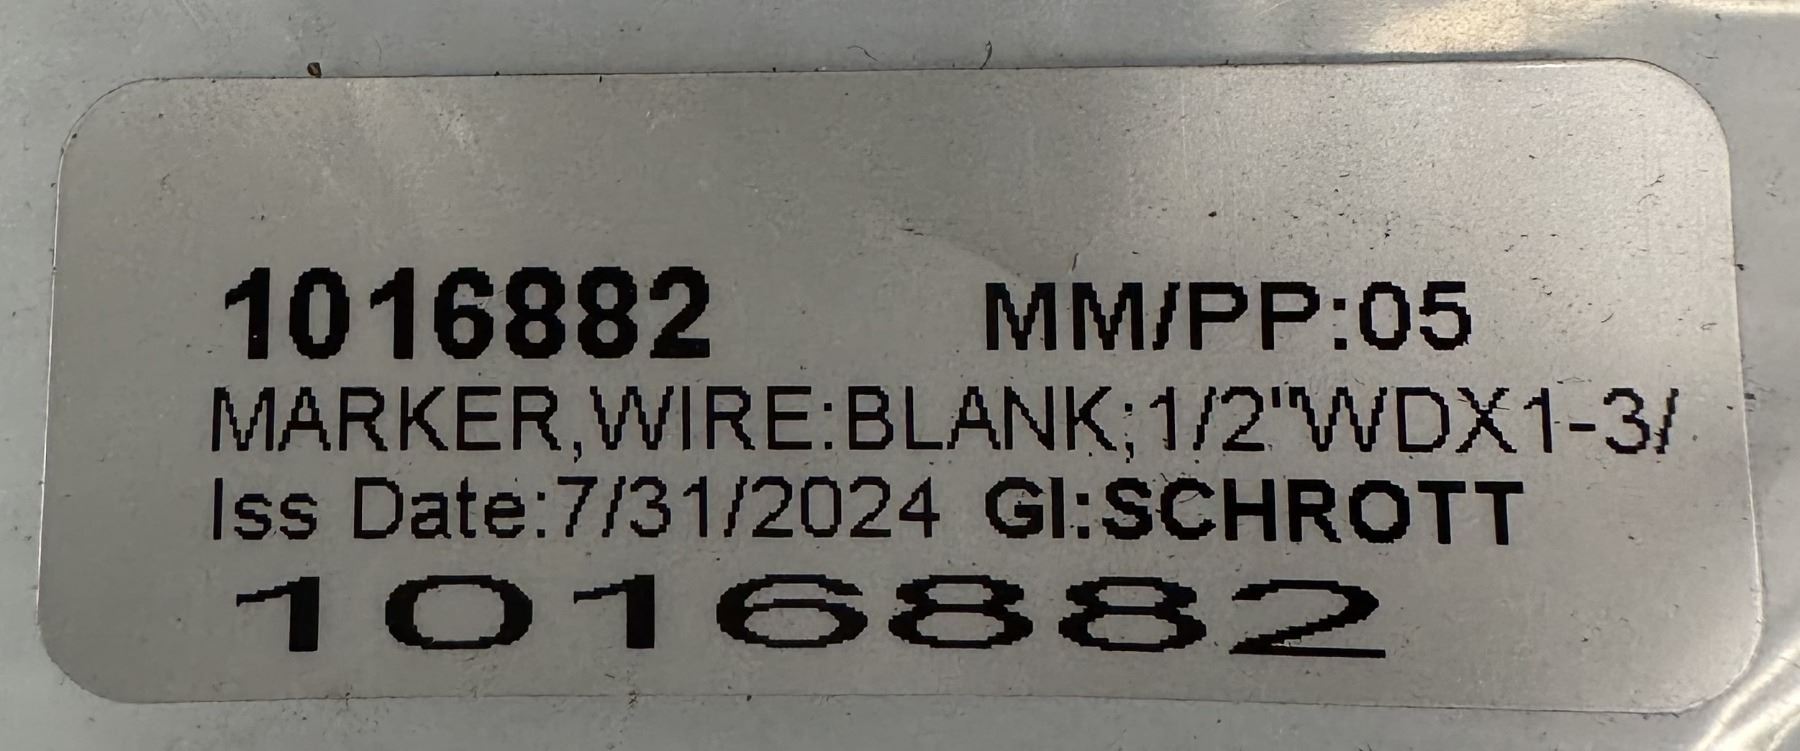 1016882 MM/PP:05
MARKER,WIRE:BLANK;1/2"WDX1-3/
Iss Date:7/31/2024 GI:SCHROTT
1016882